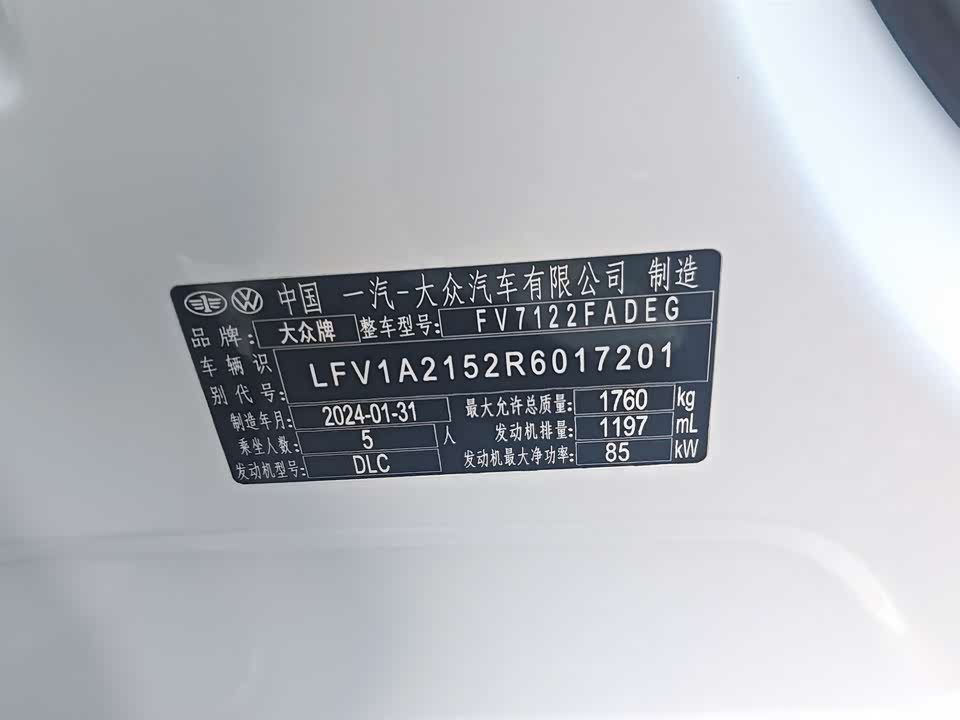 中国 一汽-大众汽车有限公司 制造
品牌: 大众牌 整车型号: FV7122FADEG
车辆识别代号: LFV1A2152R6017201
制造年月: 2024-01-31 最大允许总质量: 1760 kg
乘坐人数: 5 人 发动机排量: 1197 mL
发动机型号: DLC 发动机最大净功率: 85 kW